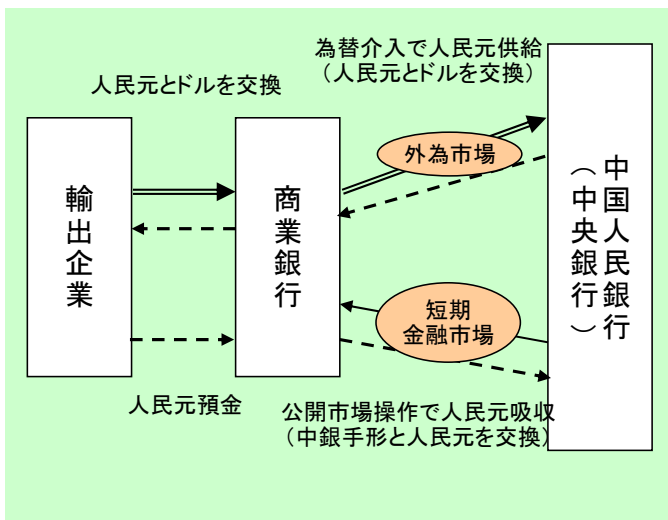 為替介入で人民元供給
（人民元とドルを交換）
人民元とドルを交換
輸出企業
商業銀行
外為市場
中国人民銀行
（中央銀行）
短期
金融市場
人民元預金
公開市場操作で人民元吸収
（中銀手形と人民元を交換）